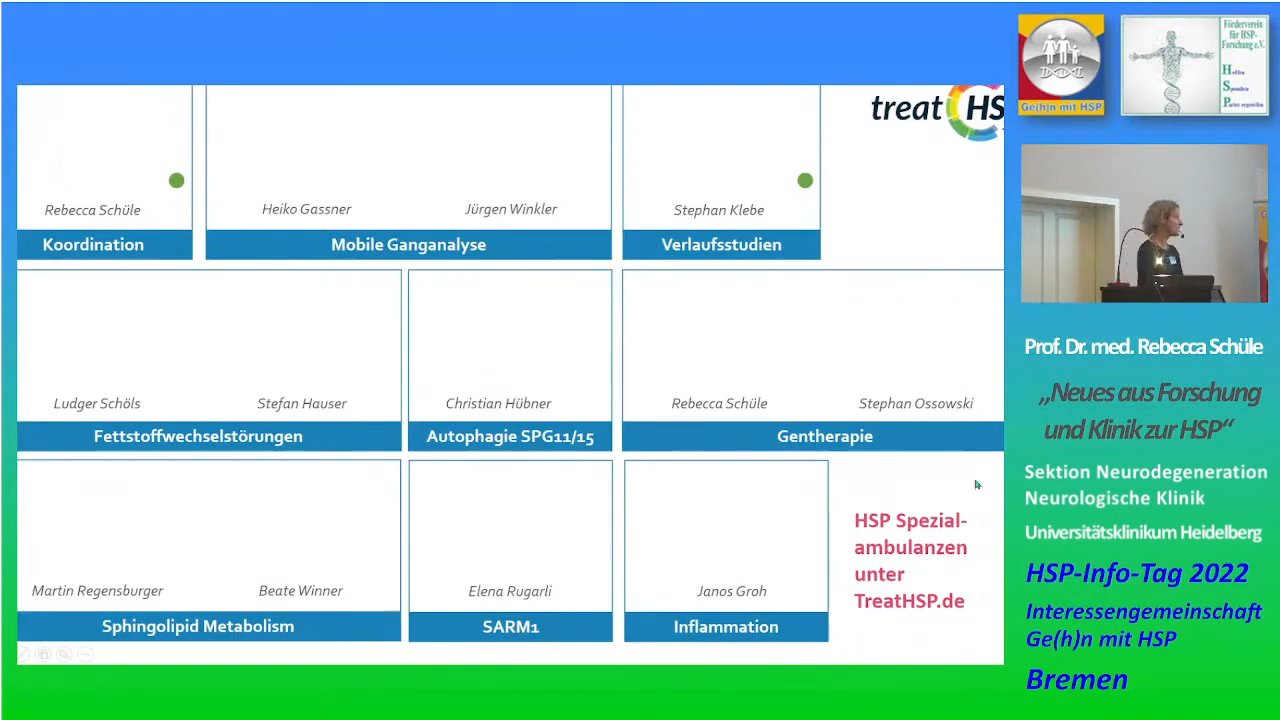 treat HS
Rebecca Schüle
Koordination
Heiko Gassner
Jürgen Winkler
Mobile Ganganalyse
Stephan Klebe
Verlaufsstudien
Ludger Schöls
Stefan Hauser
Fettstoffwechselstörungen
Christian Hübner
Autophagie SPG11/15
Rebecca Schüle
Stephan Ossowski
Gentherapie
Martin Regensburger
Beate Winner
Sphingolipid Metabolism
Elena Rugarli
SARM1
Janos Groh
Inflammation
HSP Spezial-
ambulanzen
unter
TreatHSP.de
Ge(h)n mit HSP
Förderverein
für HSP-
Forschung e.V.
Helfen
Spenden
Prof. Dr. med. Rebecca Schüle
„Neues aus Forschung
und Klinik zur HSP“
Sektion Neurodegeneration
Neurologische Klinik
Universitätsklinikum Heidelberg
HSP-Info-Tag 2022
Interessengemeinschaft
Ge(h)n mit HSP
Bremen